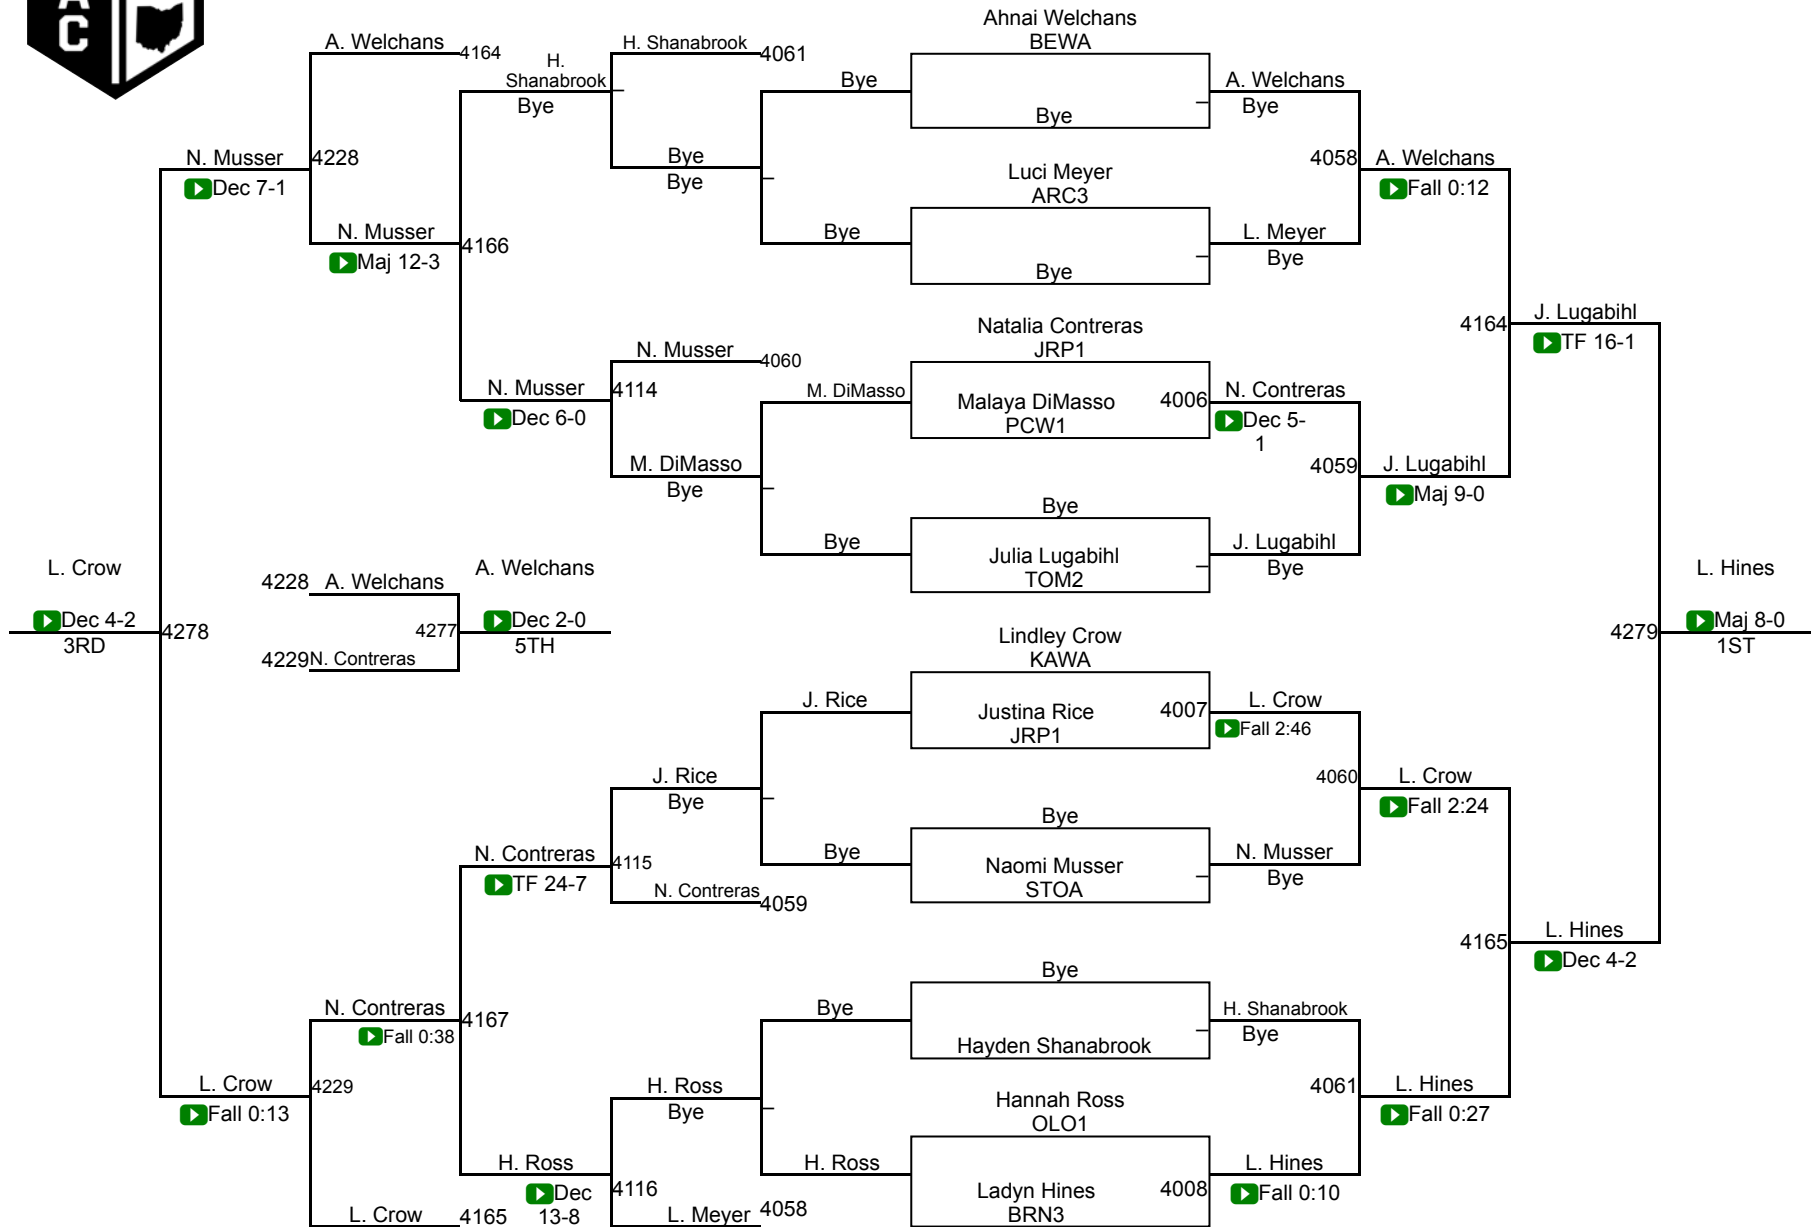 A
C
A. Welchans
4164
H.
Shanabrook
Bye
H. Shanabrook
4061
Bye
Ahnai Welchans
BEWA
Bye
A. Welchans
Bye
N. Musser
Dec 7-1
4228
Bye
Bye
Luci Meyer
ARC3
4058
A. Welchans
Fall 0:12
N. Musser
Maj 12-3
4166
Bye
Bye
L. Meyer
Bye
N. Musser
4060
Natalia Contreras
JRP1
4164
J. Lugabihl
TF 16-1
N. Musser
Dec 6-0
4114
M. DiMasso
Malaya DiMasso
PCW1
4006
N. Contreras
Dec 5-
1
M. DiMasso
Bye
4059
J. Lugabihl
Maj 9-0
Bye
Bye
Julia Lugabihl
TOM2
J. Lugabihl
Bye
L. Crow
Dec 4-2
3RD
4278
4228
A. Welchans
4229
N. Contreras
4277
A. Welchans
Dec 2-0
5TH
4279
L. Hines
Maj 8-0
1ST
Lindley Crow
KAWA
J. Rice
Justina Rice
JRP1
4007
L. Crow
Fall 2:46
J. Rice
Bye
4060
L. Crow
Fall 2:24
Bye
N. Contreras
TF 24-7
4115
Bye
Naomi Musser
STOA
N. Musser
Bye
N. Contreras
4059
4165
L. Hines
Dec 4-2
Bye
N. Contreras
Fall 0:38
4167
Bye
Hayden Shanabrook
H. Shanabrook
Bye
L. Crow
Fall 0:13
4229
H. Ross
Bye
Hannah Ross
OLO1
4061
L. Hines
Fall 0:27
H. Ross
Dec
13-8
4116
H. Ross
Ladyn Hines
BRN3
4008
L. Hines
Fall 0:10
L. Crow
4165
L. Meyer
4058